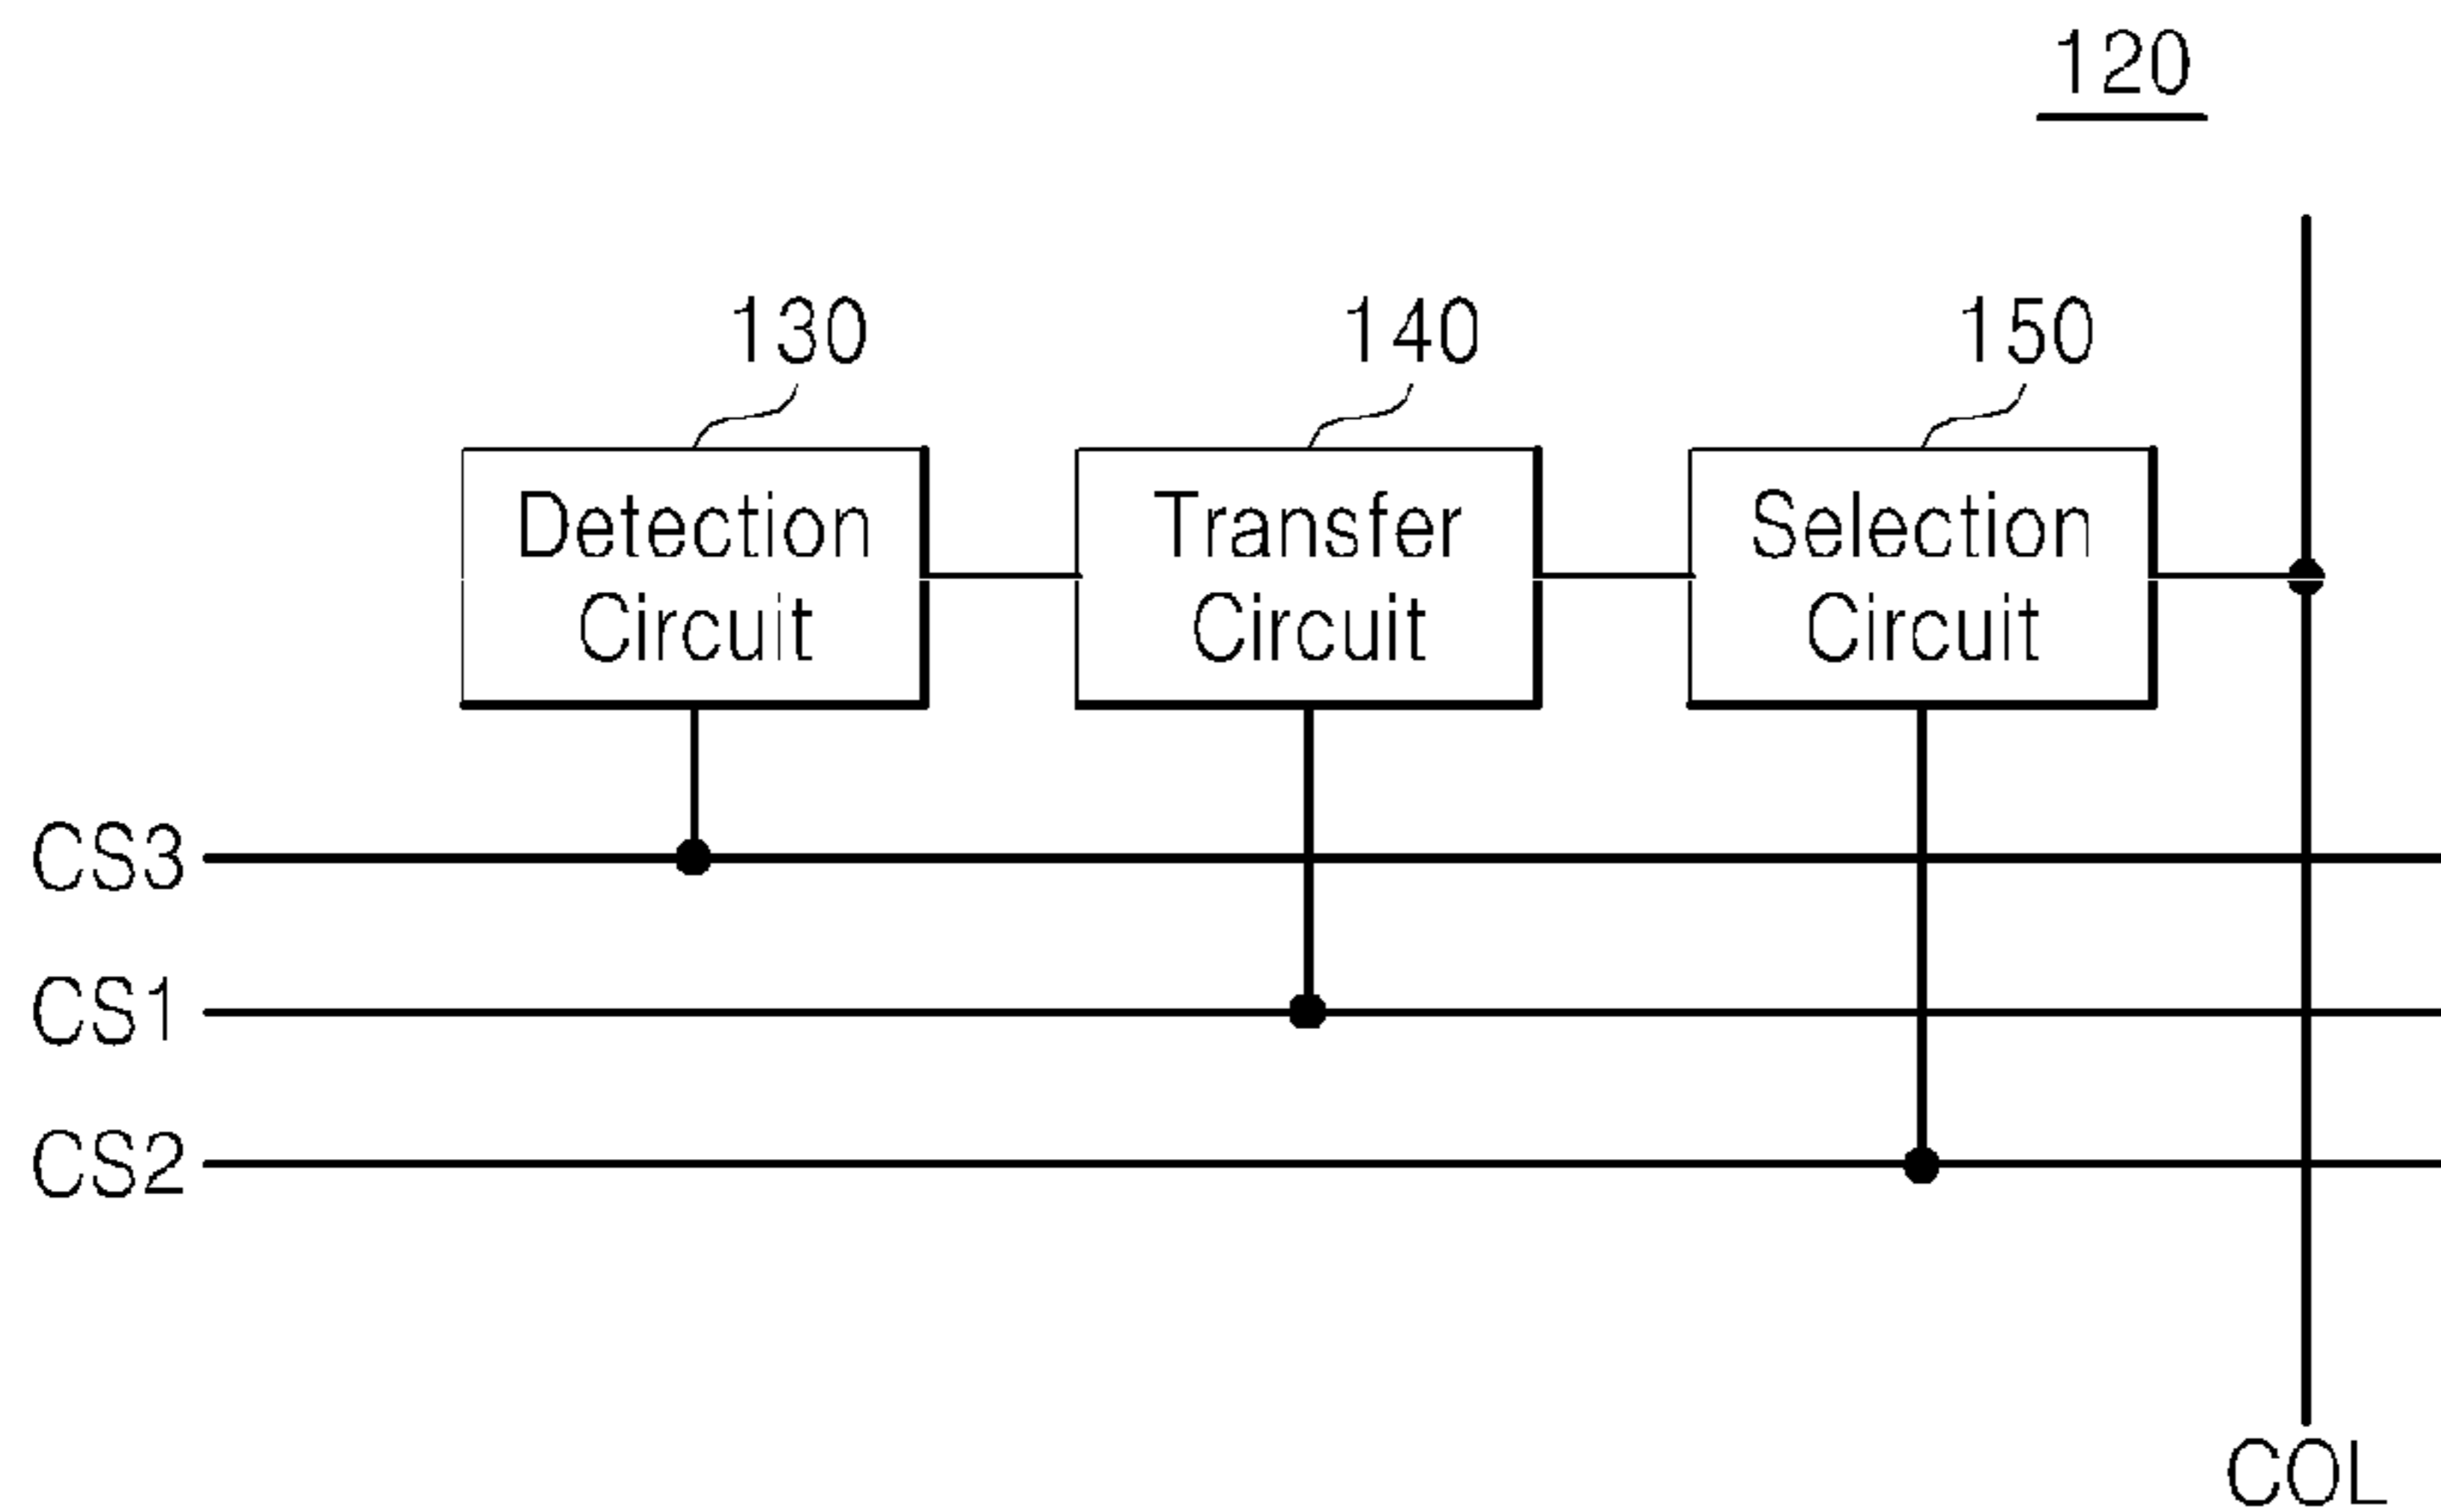 120
130
140
150
Detection
Circuit
Transfer
Circuit
Selection
Circuit
CS3
CS1
CS2
COL